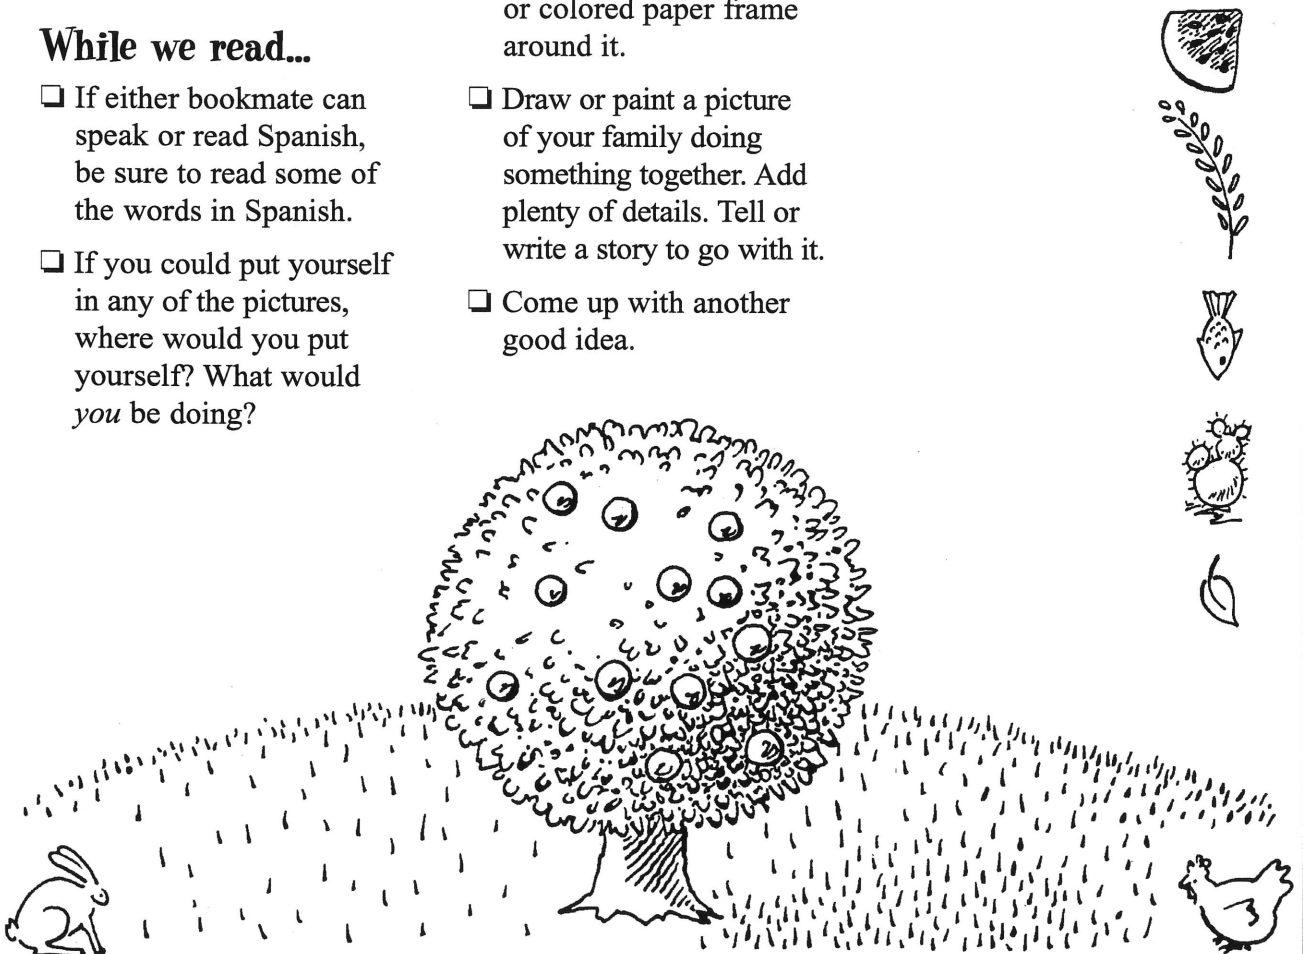 While we read...
❏ If either bookmate can
speak or read Spanish,
be sure to read some of
the words in Spanish.
❏ If you could put yourself
in any of the pictures,
where would you put
yourself? What would
you be doing?
or colored paper frame
around it.
❏ Draw or paint a picture
of your family doing
something together. Add
plenty of details. Tell or
write a story to go with it.
❏ Come up with another
good idea.